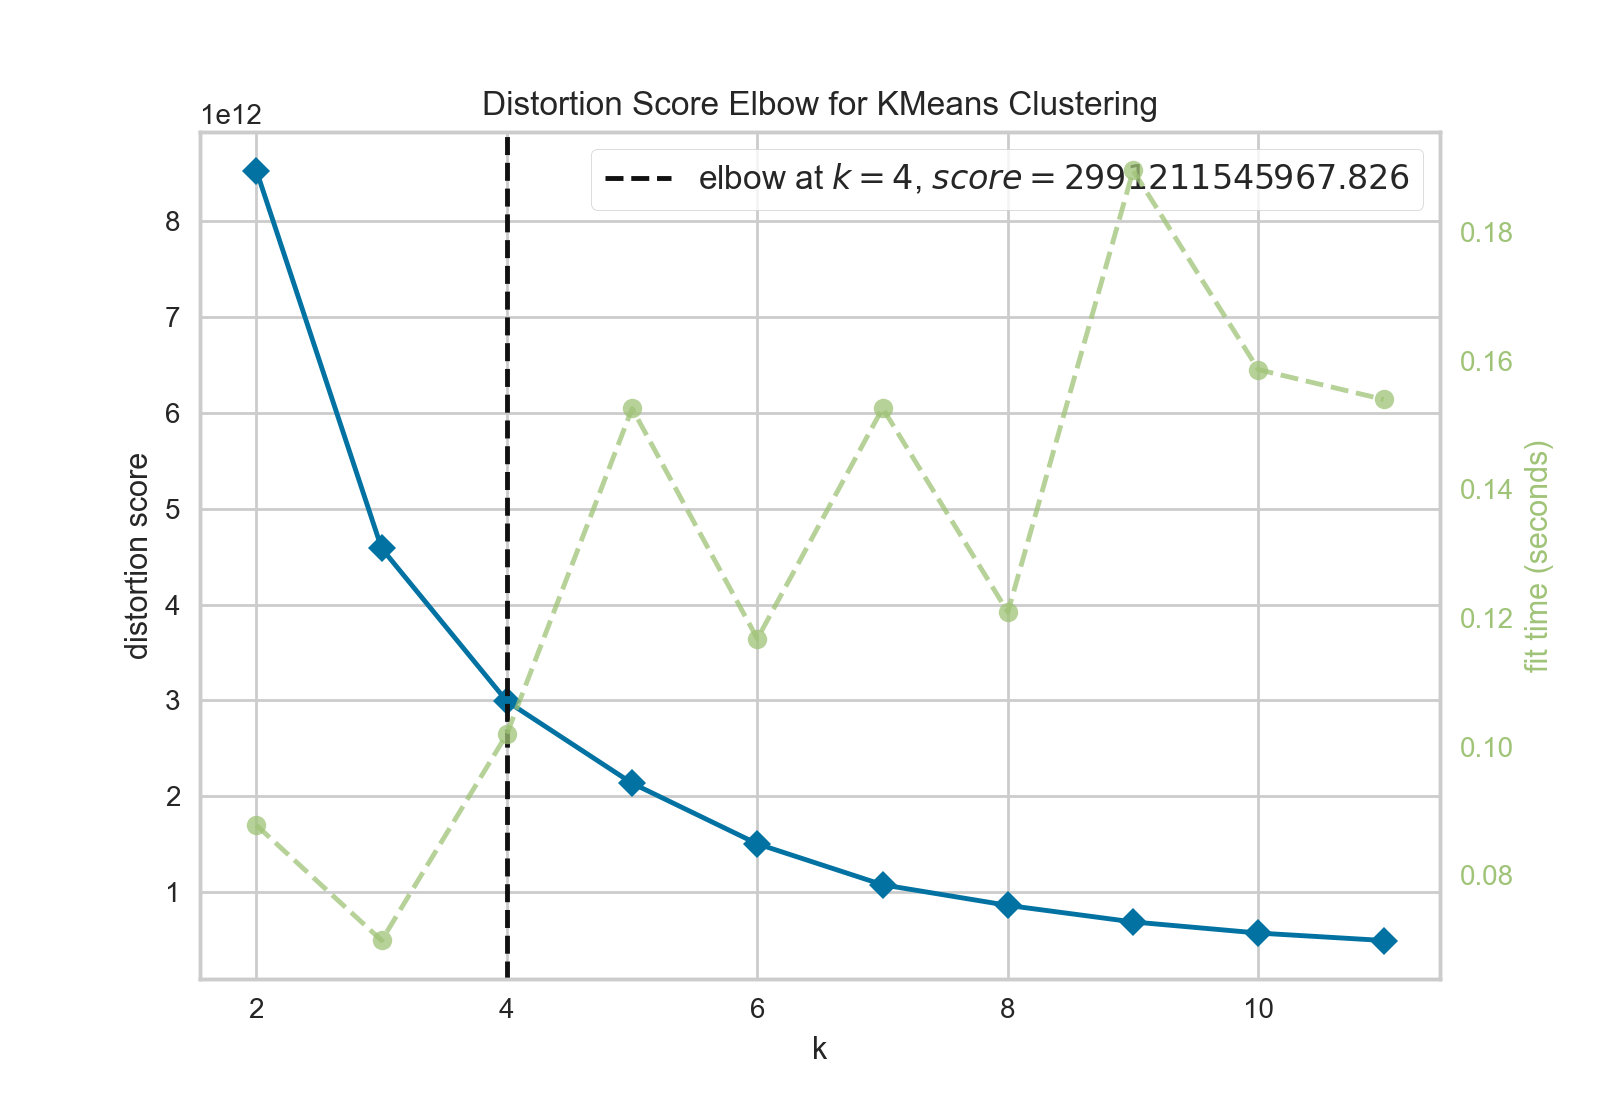 Distortion Score Elbow for KMeans Clustering
1e12
elbow at k = 4, score = 2991211545967.826
8
7
6
5
4
3
2
1
distortion score
0.18
0.16
0.14
0.12
0.10
0.08
fit time (seconds)
2 4 6 8 10
k